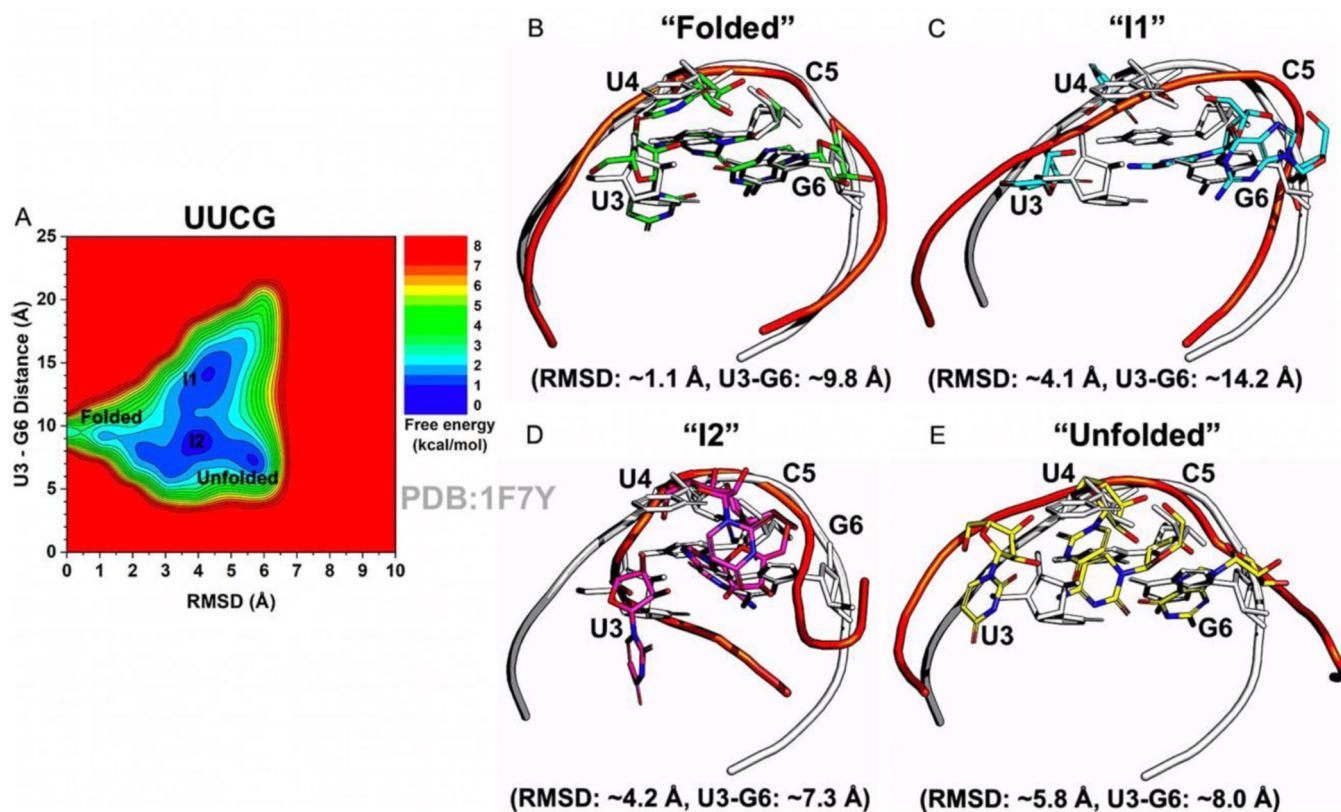 A
UUCG
25
20
15
10
5
0
U3 - G6 Distance (Å)
I1
Folded
I2
Unfolded
0 1 2 3 4 5 6 7 8 9 10
RMSD (Å)
8
7
6
5
4
3
2
1
0
Free energy
(kcal/mol)
PDB:1F7Y
B "Folded"
U4
C5
U3
G6
(RMSD: ~1.1 Å, U3-G6: ~9.8 Å)
C "I1"
U4
C5
U3
G6
(RMSD: ~4.1 Å, U3-G6: ~14.2 Å)
D "I2"
U4
C5
G6
U3
(RMSD: ~4.2 Å, U3-G6: ~7.3 Å)
E "Unfolded"
U4 C5
U3
G6
(RMSD: ~5.8 Å, U3-G6: ~8.0 Å)